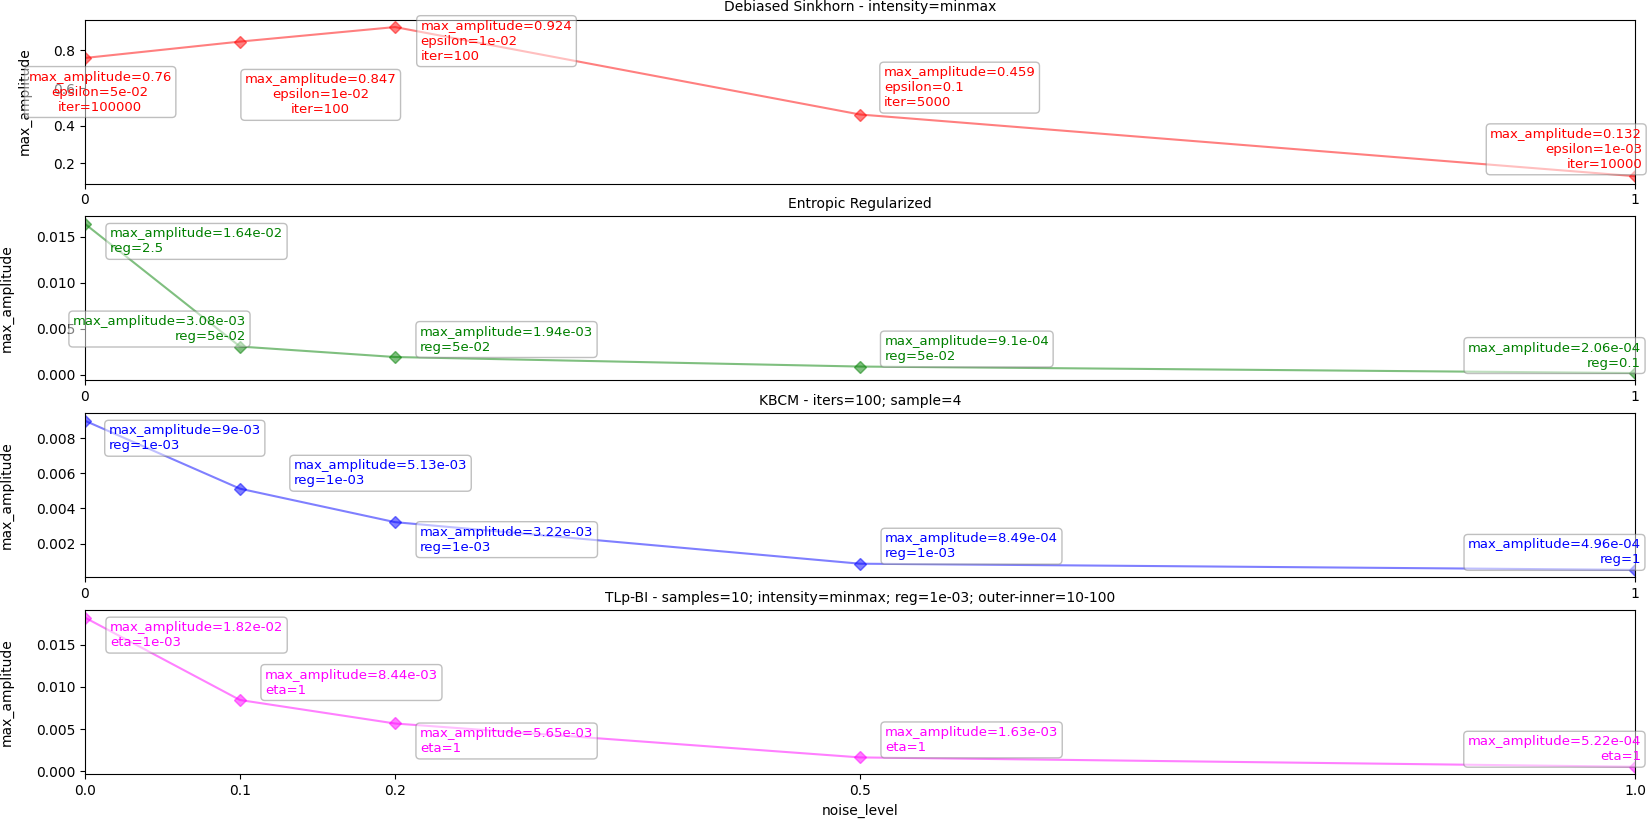 Debiased Sinkhorn - intensity=minmax
max_amplitude
0.8
0.6
0.4
0.2
max_amplitude=0.76
epsilon=5e-02
iter=100000
max_amplitude=0.847
epsilon=1e-02
iter=100
max_amplitude=0.924
epsilon=1e-02
iter=100
max_amplitude=0.459
epsilon=0.1
iter=5000
max_amplitude=0.132
epsilon=1e-03
iter=10000
0
1
Entropic Regularized
max_amplitude
0.015
0.010
0.005
0.000
max_amplitude=1.64e-02
reg=2.5
max_amplitude=3.08e-03
reg=5e-02
max_amplitude=1.94e-03
reg=5e-02
max_amplitude=9.1e-04
reg=5e-02
max_amplitude=2.06e-04
reg=0.1
0
1
KBCM - iters=100; sample=4
max_amplitude
0.008
0.006
0.004
0.002
max_amplitude=9e-03
reg=1e-03
max_amplitude=5.13e-03
reg=1e-03
max_amplitude=3.22e-03
reg=1e-03
max_amplitude=8.49e-04
reg=1e-03
max_amplitude=4.96e-04
reg=1
0
1
TLp-BI - samples=10; intensity=minmax; reg=1e-03; outer-inner=10-100
max_amplitude
0.015
0.010
0.005
0.000
max_amplitude=1.82e-02
eta=1e-03
max_amplitude=8.44e-03
eta=1
max_amplitude=5.65e-03
eta=1
max_amplitude=1.63e-03
eta=1
max_amplitude=5.22e-04
eta=1
0.0
0.1
0.2
0.5
1.0
noise_level